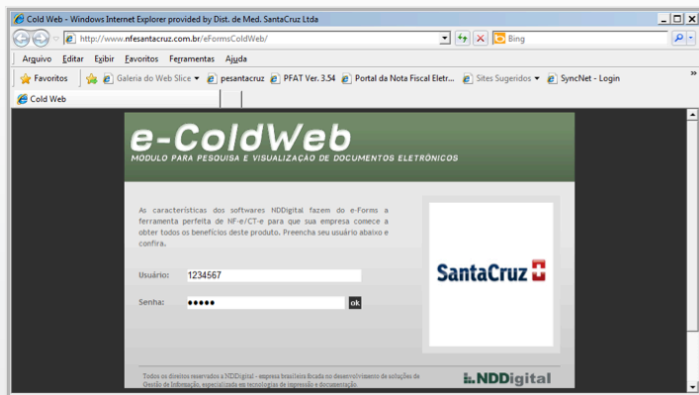 Cold Web - Windows Internet Explorer provided by Dist. de Med. SantaCruz Ltda
http://www.nfesantacruz.com.br/eFormsColdWeb/
Bing
Arquivo Editar Exibir Favoritos Ferramentas Ajuda
Favoritos Galeria do Web Slice pesantacruz PFAT Ver. 3.54 Portal da Nota Fiscal Eletr... Sites Sugeridos SyncNet - Login
Cold Web
e-ColdWeb
MÓDULO PARA PESQUISA E VISUALIZAÇÃO DE DOCUMENTOS ELETRÔNICOS
As características dos softwares NDDigital fazem do e-Forms a
ferramenta perfeita de NF-e/CT-e para que sua empresa comece a
obter todos os benefícios deste produto. Preencha seu usuário abaixo e
confira.
Usuário: 1234567
Senha: ●●●●● ok
SantaCruz
Todos os direitos reservados a NDDigital - empresa brasileira focada no desenvolvimento de soluções de
Gestão de Informação, especializada em tecnologias de impressão e documentação.
NDDigital